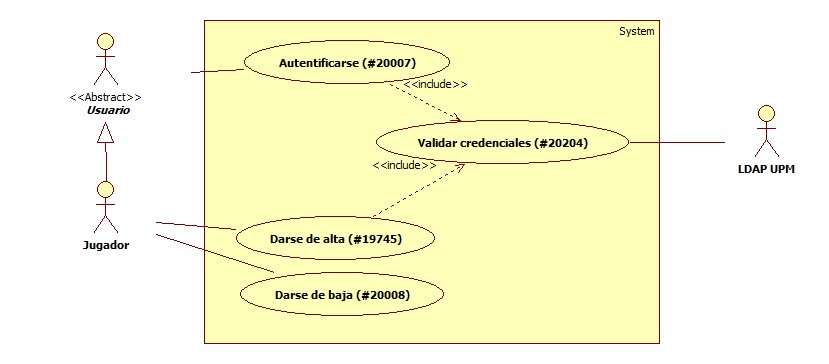 System
Autentificarse (#20007)
<<include>>
<<Abstract>>
Usuario
Validar credenciales (#20204)
<<include>>
LDAP UPM
Jugador
Darse de alta (#19745)
Darse de baja (#20008)